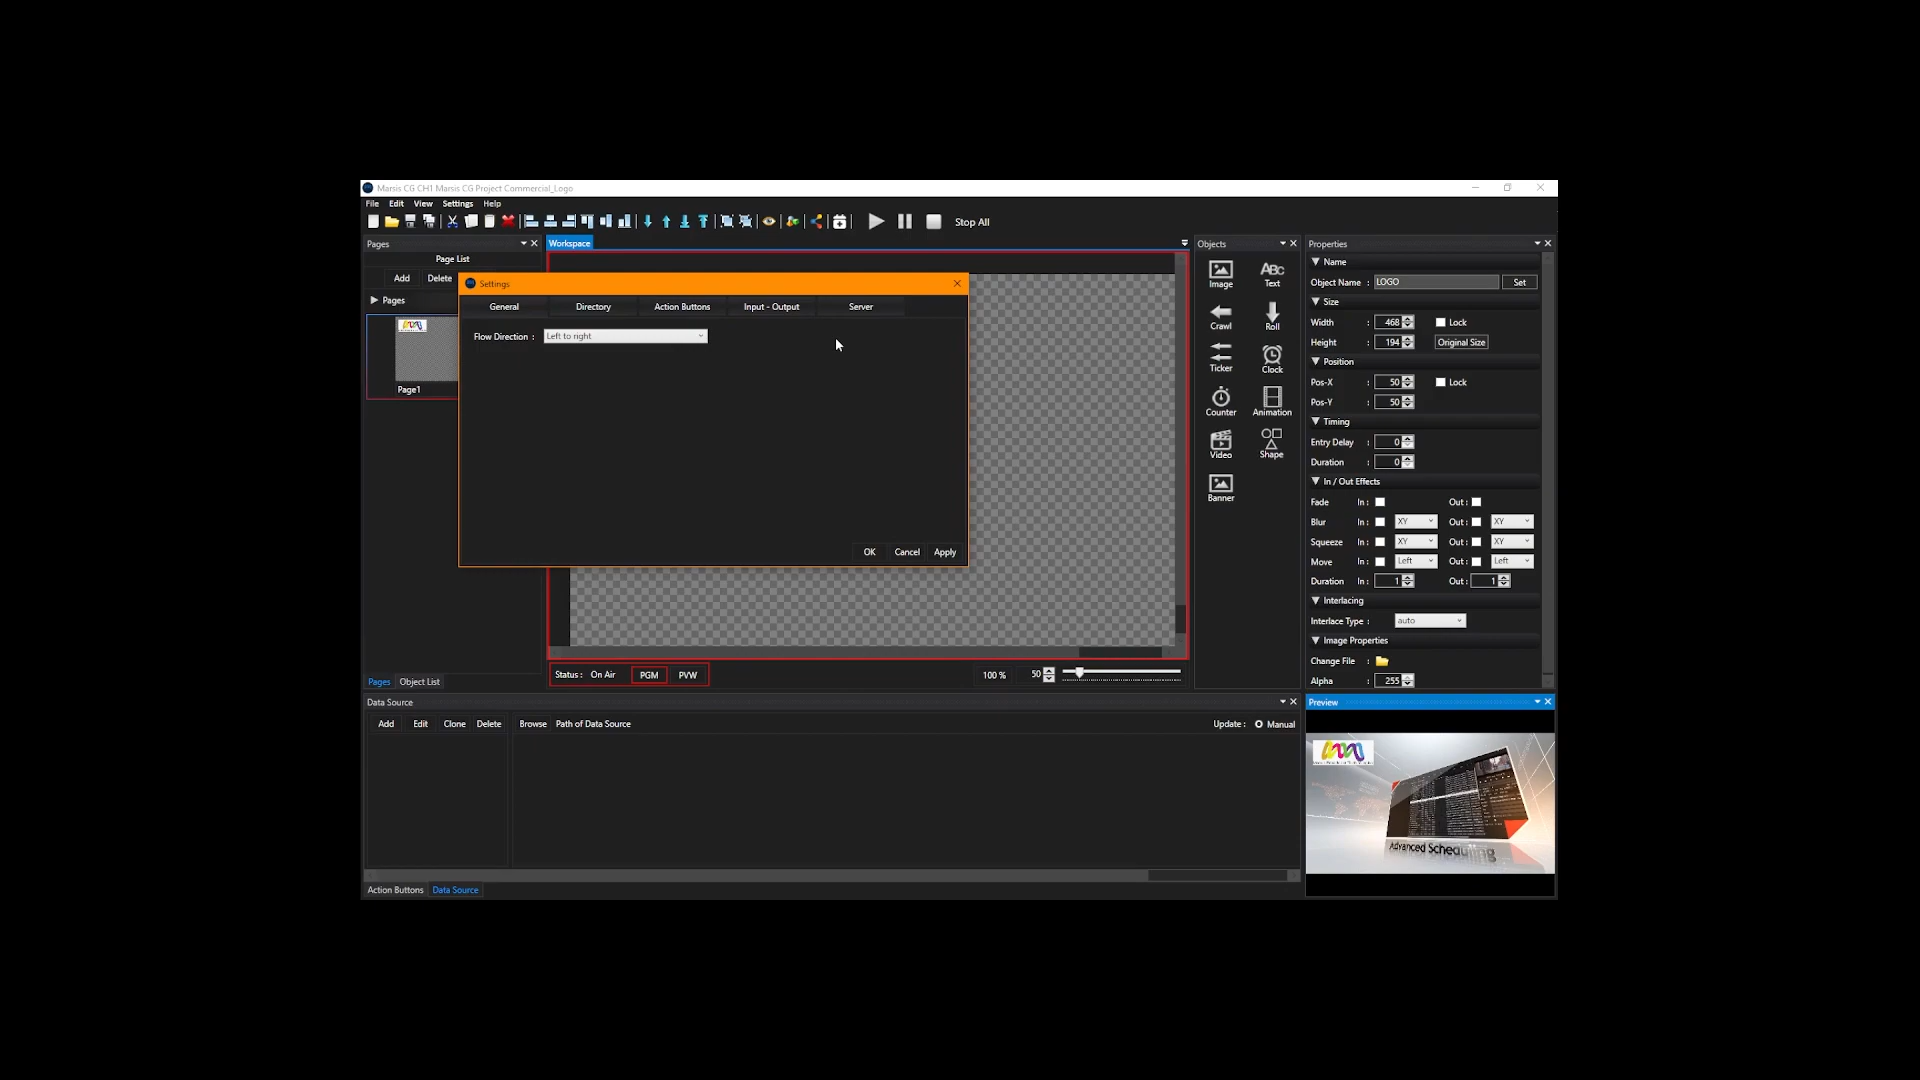 Marsis CG CH1 Marsis CG Project Commercial_Logo
File Edit View Settings Help
Stop All
Pages
Page List
Add Delete
Pages
Page1
Pages Object List
Workspace
Settings
General Directory Action Buttons Input - Output Server
Flow Direction : Left to right
OK Cancel Apply
Status : On Air PGM PVW
100 % 50
Objects
Image
ABC
Text
Crawl
Roll
Ticker
Clock
Counter
Animation
Video
Shape
Banner
Properties
Name
Object Name : LOGO Set
Size
Width : 468 Lock
Height : 194 Original Size
Position
Pos-X : 50 Lock
Pos-Y : 50
Timing
Entry Delay : 0
Duration : 0
In / Out Effects
Fade In : Out :
Blur In : XY Out : XY
Squeeze In : XY Out : XY
Move In : Left Out : Left
Duration In : 1 Out : 1
Interlacing
Interlace Type : auto
Image Properties
Change File :
Alpha : 255
Data Source
Add Edit Clone Delete Browse Path of Data Source Update : Manual
Action Buttons Data Source
Preview
Advanced Scheduling